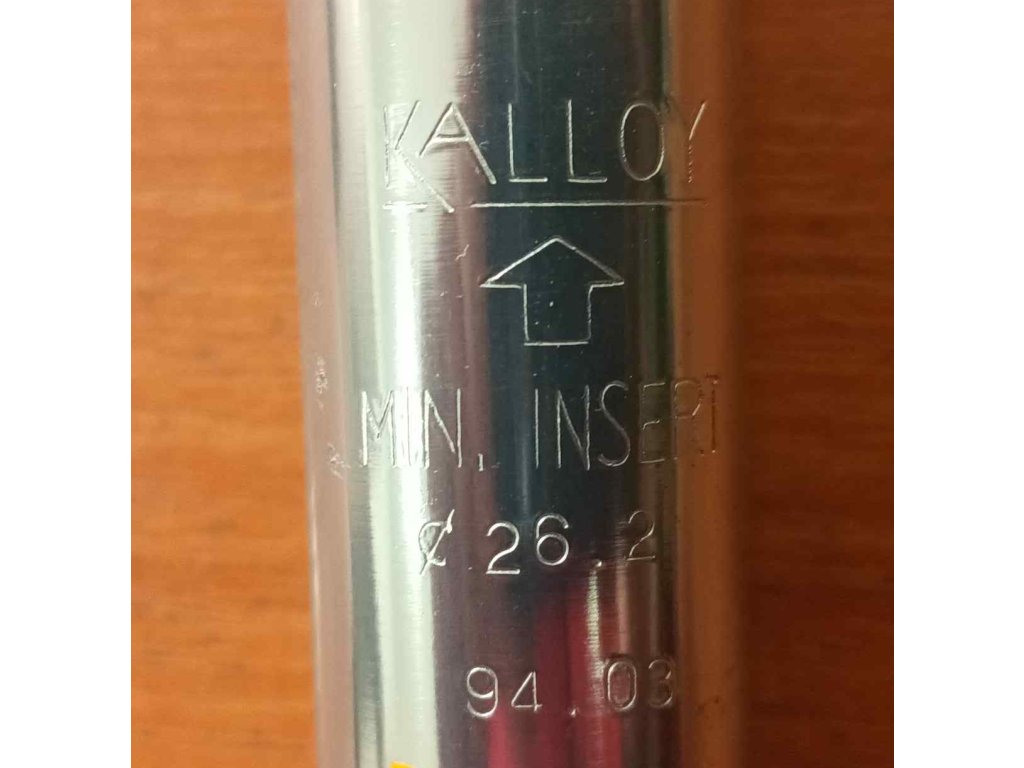 KALLOY
MIN. INSERT
⌀ 26.2
94.03